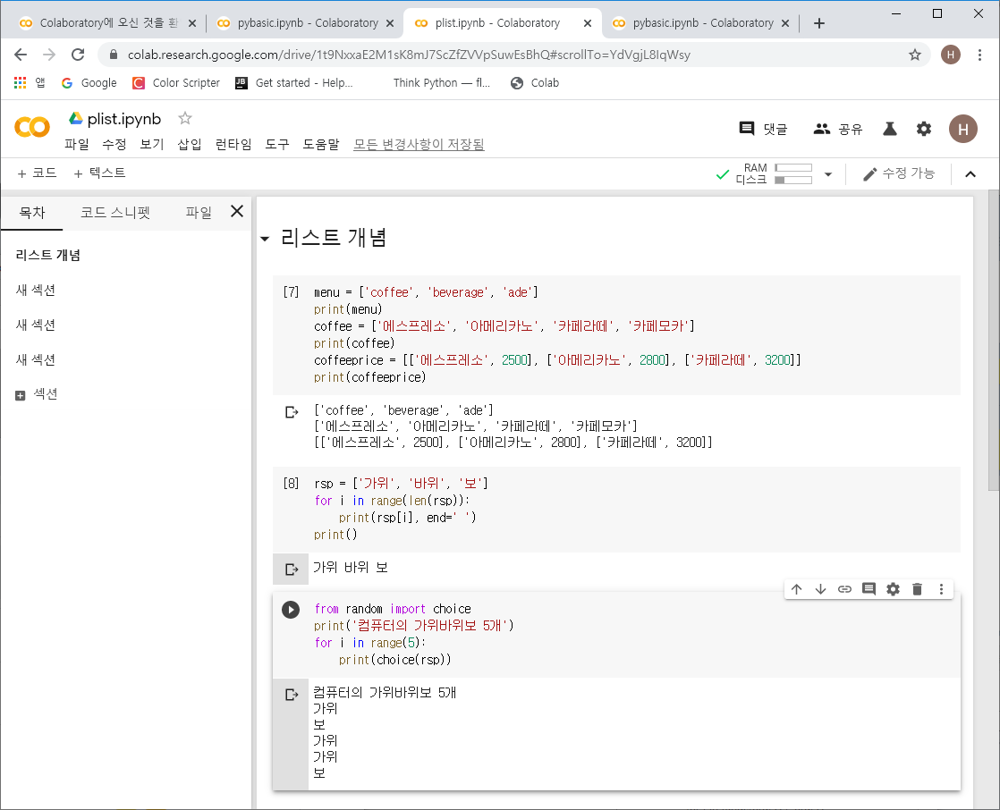 Colaboratory에 오신 것을 환
pybasic.ipynb - Colaboratory
plist.ipynb - Colaboratory
pybasic.ipynb - Colaboratory
colab.research.google.com/drive/1t9NxxaE2M1sK8mJ7ScZfZVVpSuwEsBhQ#scrollTo=YdVgjL8IqWsy
H
앱 Google Color Scripter Get started - Help... Think Python — fl... Colab
plist.ipynb
파일 수정 보기 삽입 런타임 도구 도움말 모든 변경사항이 저장됨
댓글 공유 H
+ 코드 + 텍스트
RAM
디스크
수정 가능
목차 코드 스니펫 파일
리스트 개념
새 섹션
새 섹션
새 섹션
섹션
리스트 개념
[7] menu = ['coffee', 'beverage', 'ade']
print(menu)
coffee = ['에스프레소', '아메리카노', '카페라떼', '카페모카']
print(coffee)
coffeeprice = [['에스프레소', 2500], ['아메리카노', 2800], ['카페라떼', 3200]]
print(coffeeprice)
['coffee', 'beverage', 'ade']
['에스프레소', '아메리카노', '카페라떼', '카페모카']
[['에스프레소', 2500], ['아메리카노', 2800], ['카페라떼', 3200]]
[8] rsp = ['가위', '바위', '보']
for i in range(len(rsp)):
    print(rsp[i], end=' ')
print()
가위 바위 보
from random import choice
print('컴퓨터의 가위바위보 5개')
for i in range(5):
    print(choice(rsp))
컴퓨터의 가위바위보 5개
가위
보
가위
가위
보